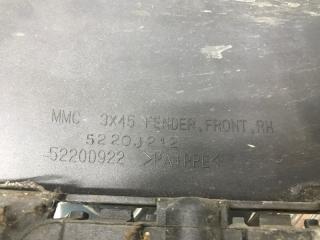 MMC 3X45 FENDER, FRONT, RH
5220J212
52200922 >PA+PPE<